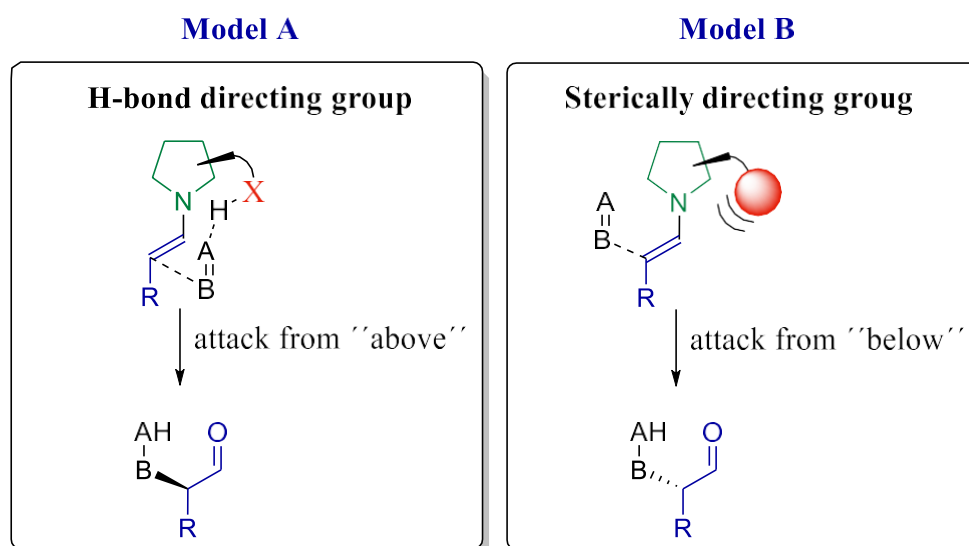 Model A
Model B
H-bond directing group
Sterically directing groug
X
N
H
A
B
R
attack from ´´above´´
AH
O
B
R
A
B
N
R
attack from ´´below´´
AH
O
B
R